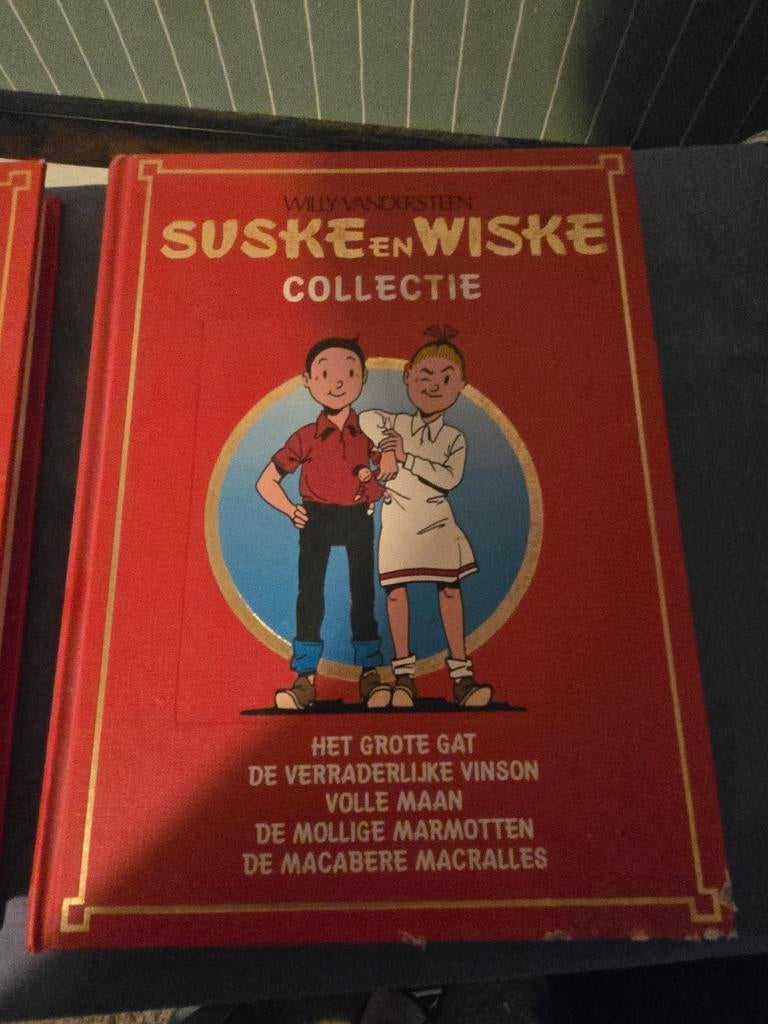 WILLY VANDERSTEEN
SUSKE EN WISKE
COLLECTIE
HET GROTE GAT
DE VERRADERLIJKE VINSON
VOLLE MAAN
DE MOLLIGE MARMOTTEN
DE MACABERE MACRALLES